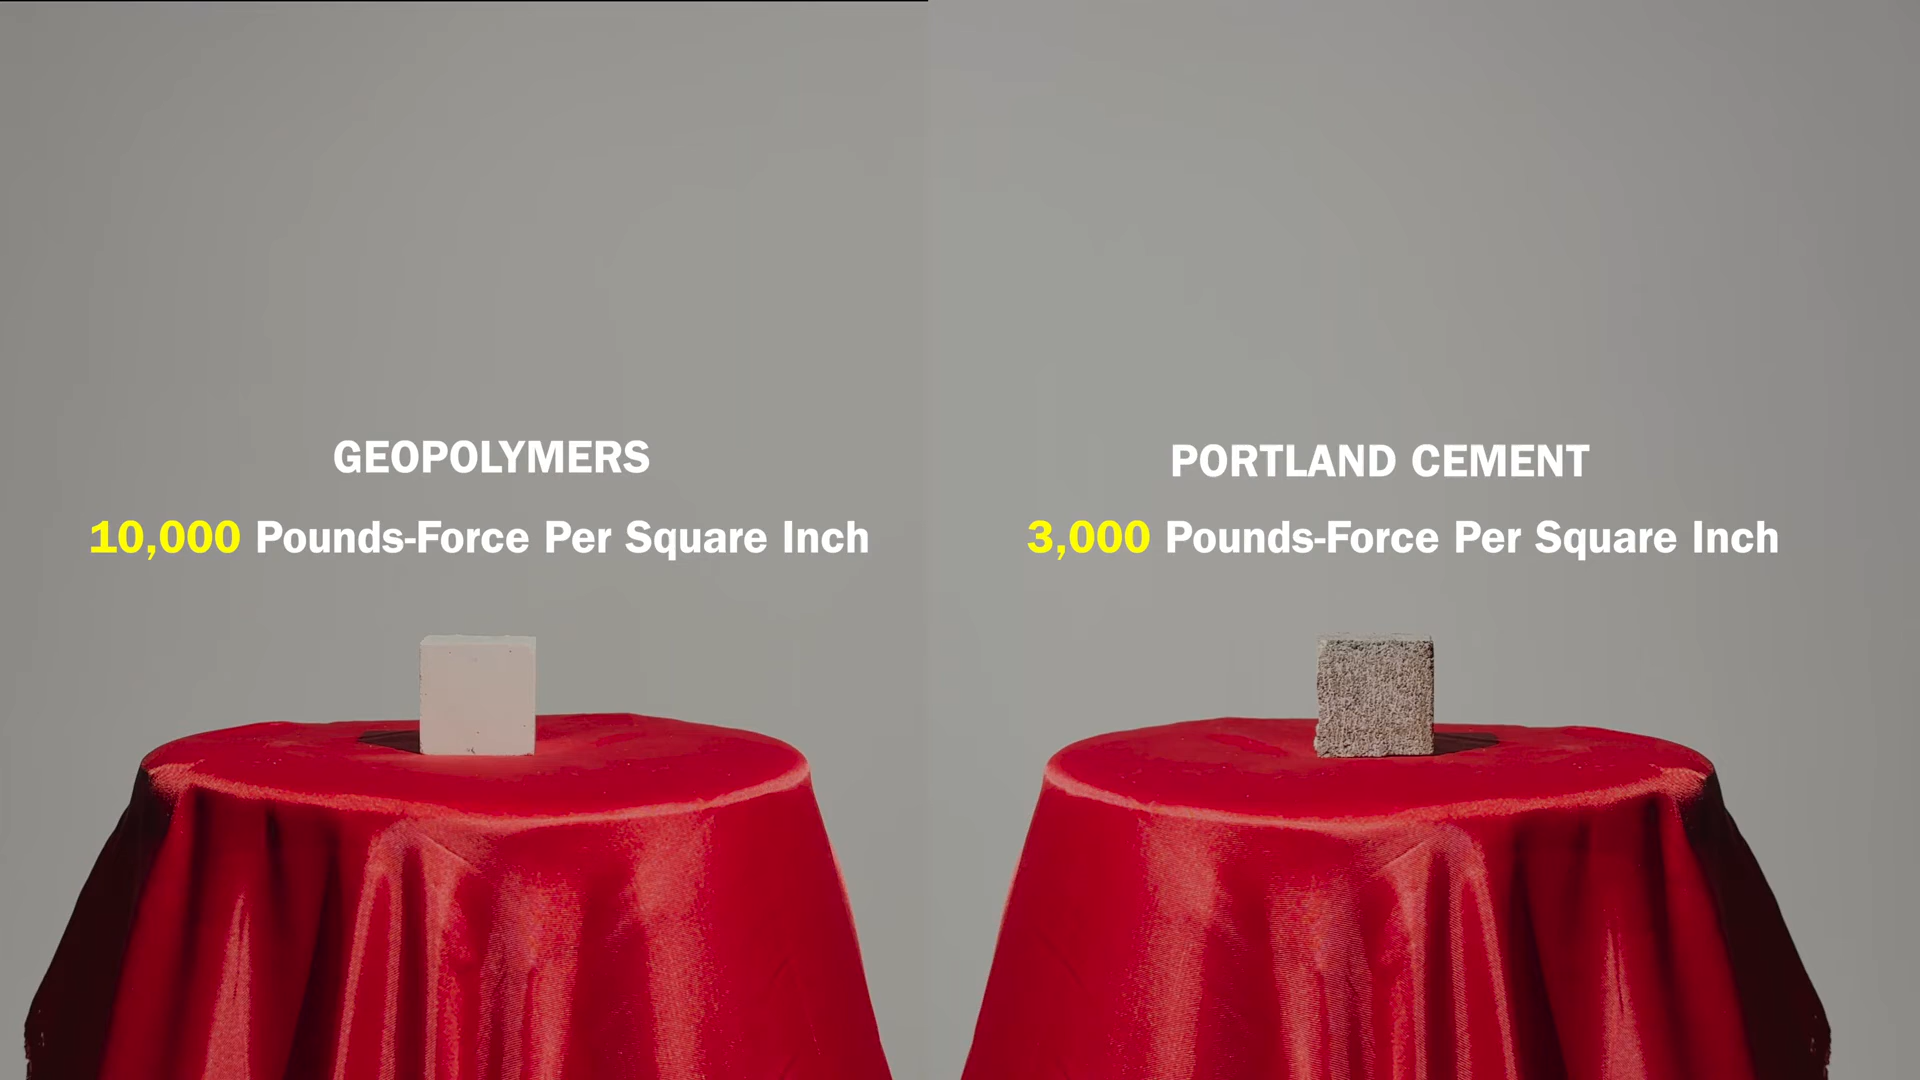 GEOPOLYMERS
10,000 Pounds-Force Per Square Inch
PORTLAND CEMENT
3,000 Pounds-Force Per Square Inch